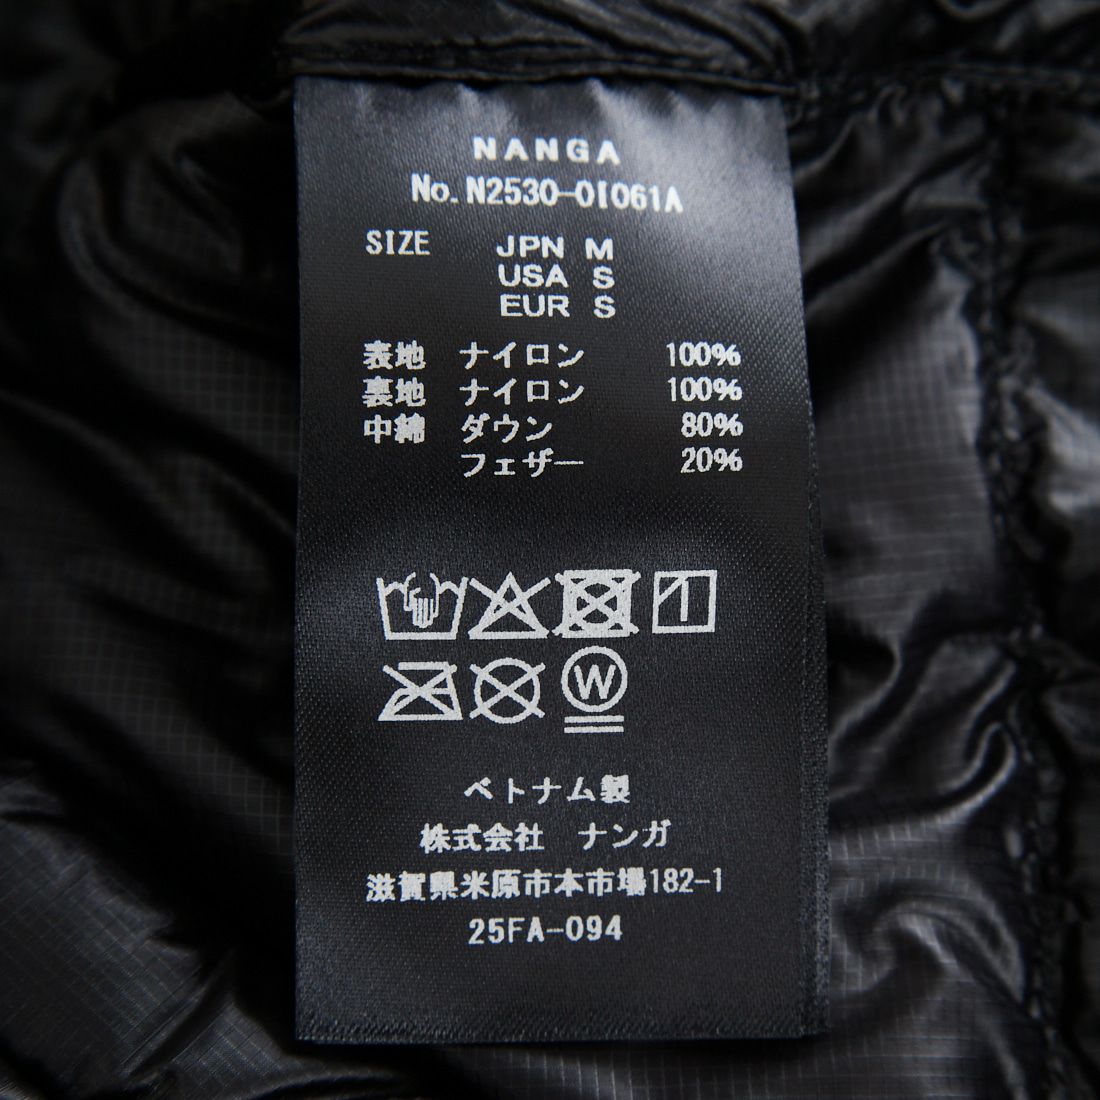 NANGA
No. N2530-0I061A
SIZE JPN M
USA S
EUR S
表地 ナイロン 100%
裏地 ナイロン 100%
中綿 ダウン 80%
フェザー 20%
W
ベトナム製
株式会社 ナンガ
滋賀県米原市本市場182-1
25FA-094